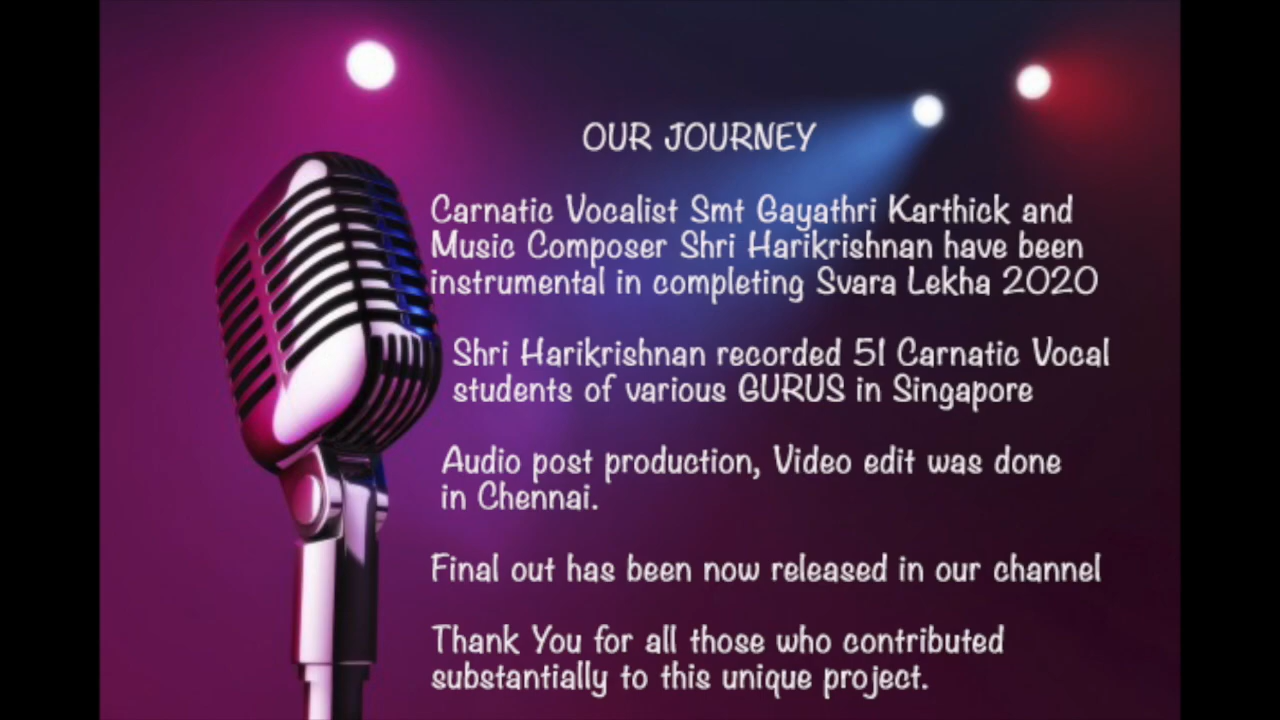 OUR JOURNEY
Carnatic Vocalist Smt Gayathri Karthick and
Music Composer Shri Harikrishnan have been
instrumental in completing Svara Lekha 2020
Shri Harikrishnan recorded 51 Carnatic Vocal
students of various GURUS in Singapore
Audio post production, Video edit was done
in Chennai.
Final out has been now released in our channel
Thank You for all those who contributed
substantially to this unique project.